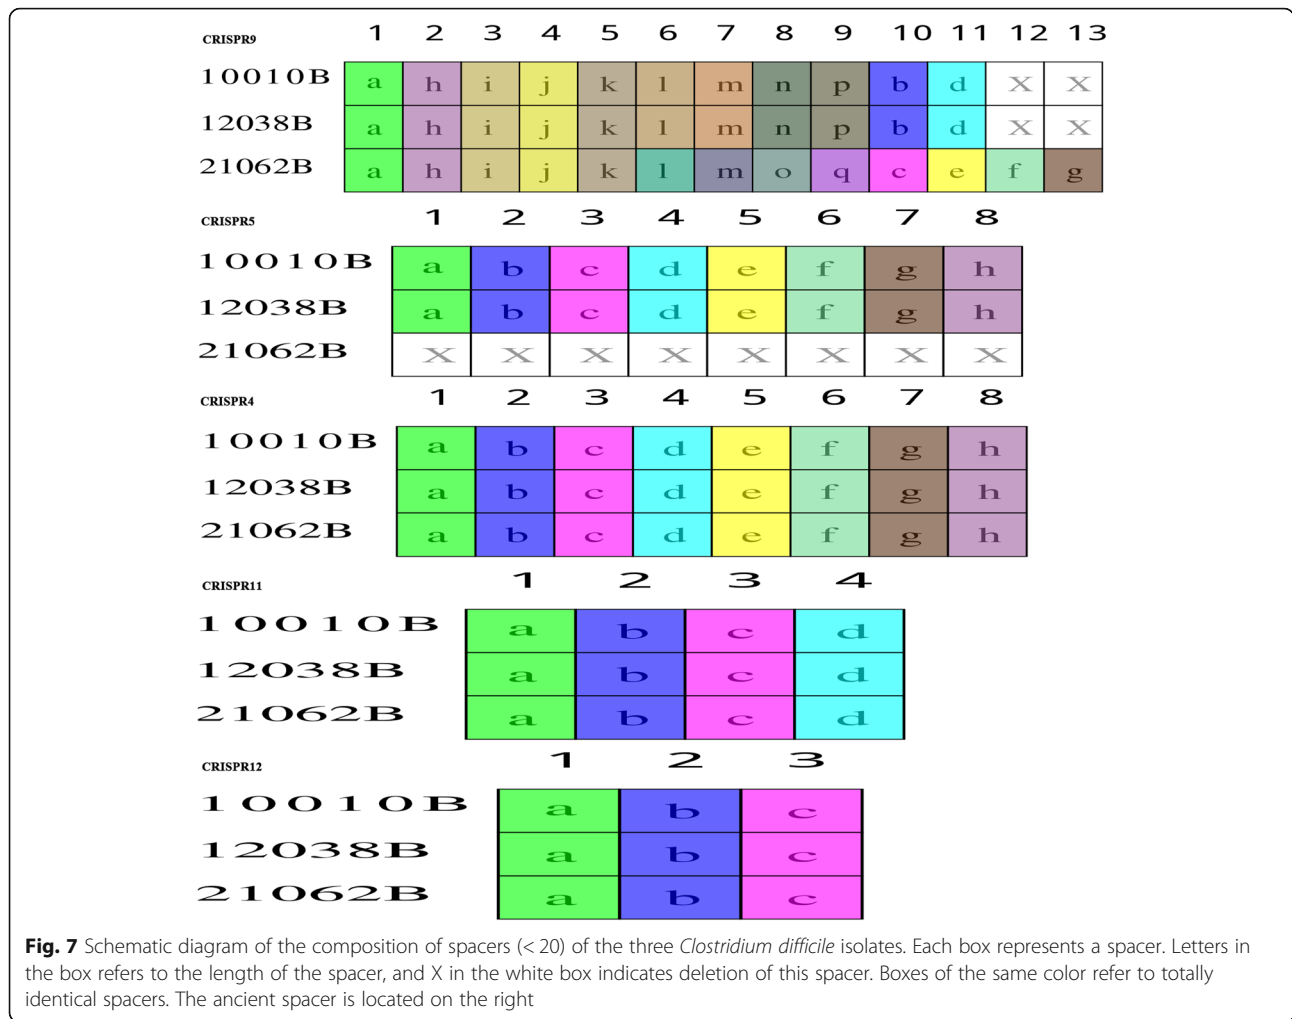 CRISPR9 1 2 3 4 5 6 7 8 9 10 11 12 13
10010B a h i j k l m n p b d X X
12038B a h i j k l m n p b d X X
21062B a h i j k l m o q c e f g
CRISPR5 1 2 3 4 5 6 7 8
10010B a b c d e f g h
12038B a b c d e f g h
21062B X X X X X X X X
CRISPR4 1 2 3 4 5 6 7 8
10010B a b c d e f g h
12038B a b c d e f g h
21062B a b c d e f g h
CRISPR11 1 2 3 4
10010B a b c d
12038B a b c d
21062B a b c d
CRISPR12 1 2 3
10010B a b c
12038B a b c
21062B a b c
Fig. 7 Schematic diagram of the composition of spacers (< 20) of the three Clostridium difficile isolates. Each box represents a spacer. Letters in
the box refers to the length of the spacer, and X in the white box indicates deletion of this spacer. Boxes of the same color refer to totally
identical spacers. The ancient spacer is located on the right